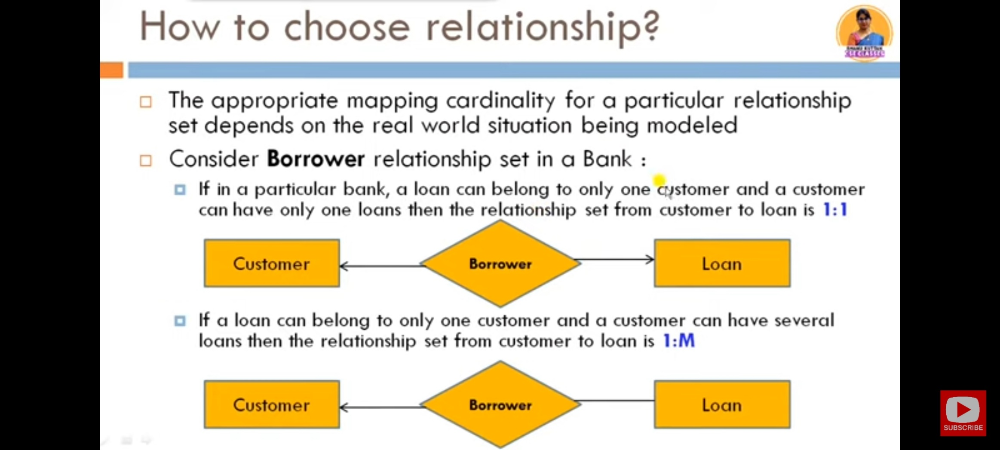 How to choose relationship?
CSE CLASSES
The appropriate mapping cardinality for a particular relationship
set depends on the real world situation being modeled
Consider Borrower relationship set in a Bank :
If in a particular bank, a loan can belong to only one customer and a customer
can have only one loans then the relationship set from customer to loan is 1:1
Customer
Borrower
Loan
If a loan can belong to only one customer and a customer can have several
loans then the relationship set from customer to loan is 1:M
Customer
Borrower
Loan
SUBSCRIBE